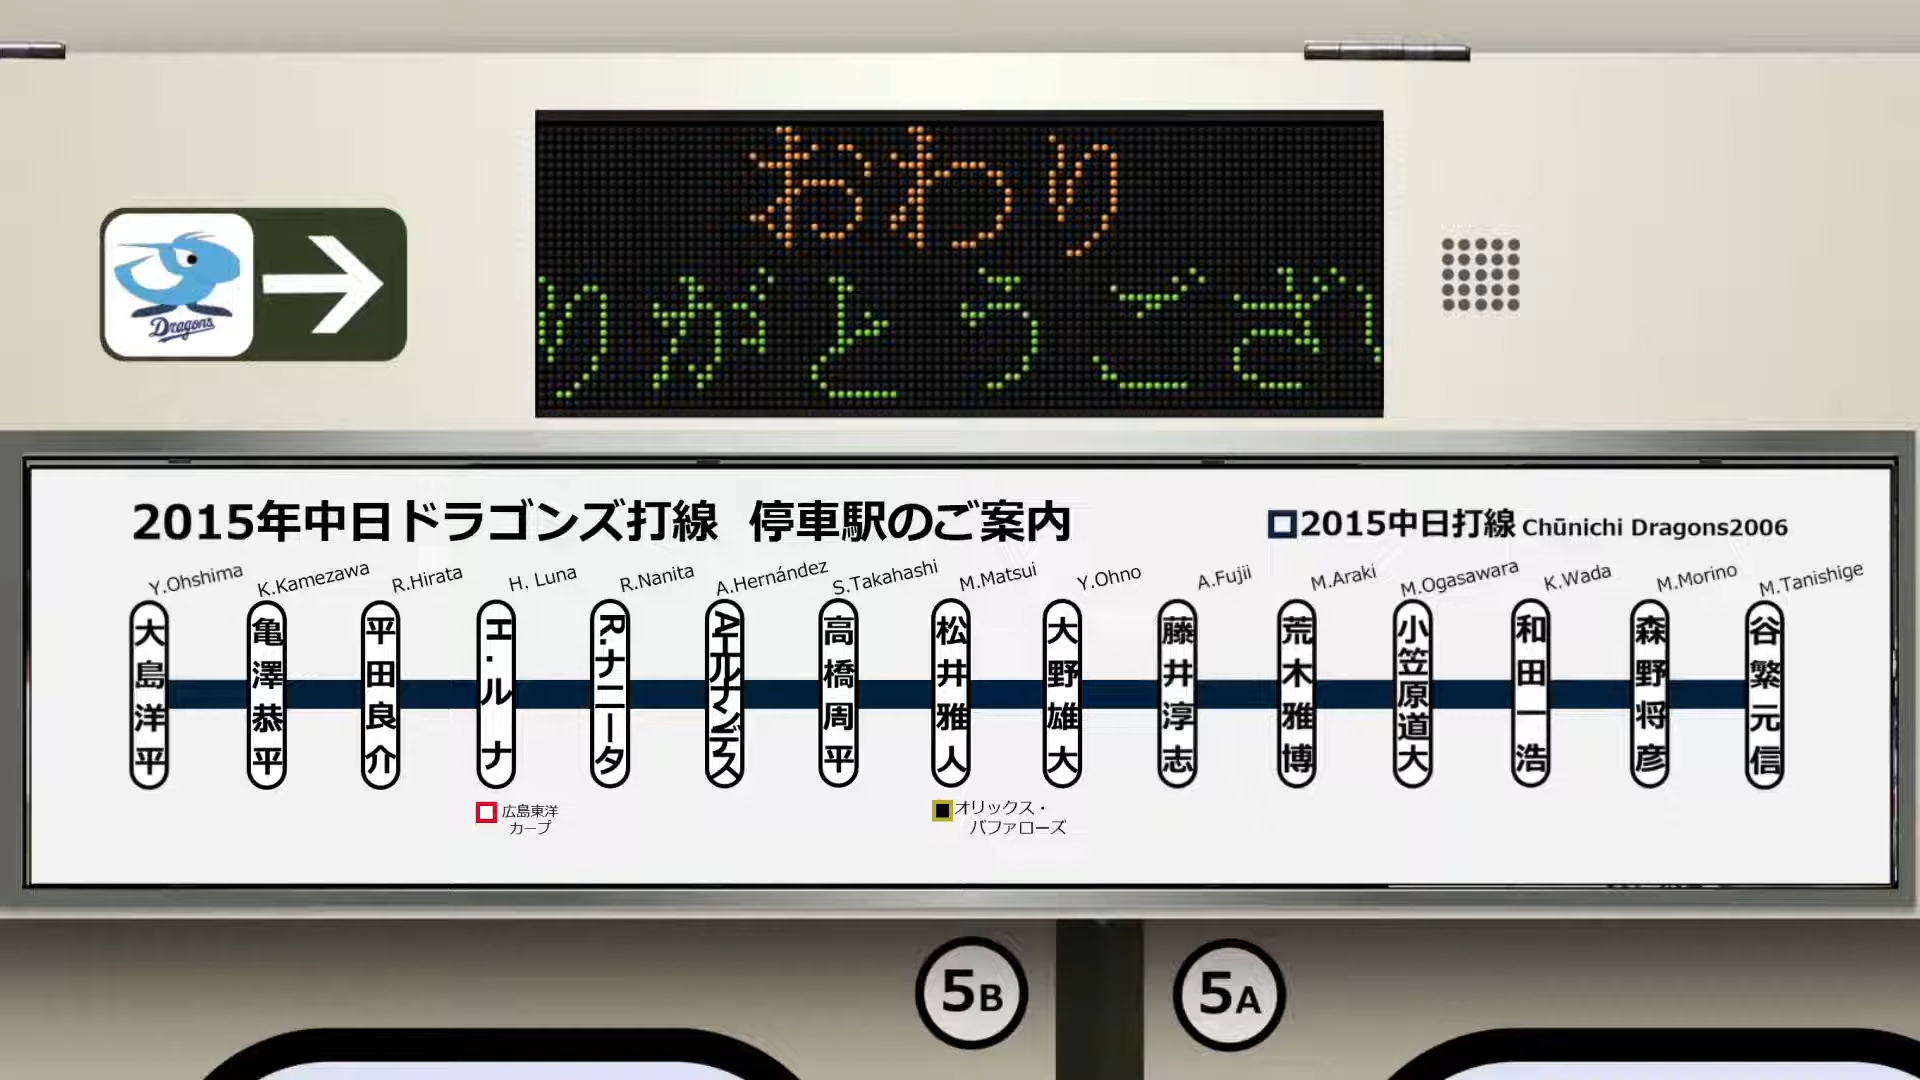 おわり
りがとうござ
Dragons
2015年中日ドラゴンズ打線 停車駅のご案内
2015中日打線 Chūnichi Dragons2006
Y.Ohshima K.Kamezawa R.Hirata H. Luna R.Nanita A.Hernández S.Takahashi M.Matsui Y.Ohno A.Fujii M.Araki M.Ogasawara K.Wada M.Morino M.Tanishige
大島洋平
亀澤恭平
平田良介
H.ルナ
R.ナニータ
A.エルナンデス
高橋周平
松井雅人
大野雄大
藤井淳志
荒木雅博
小笠原道大
和田一浩
森野将彦
谷繁元信
広島東洋
カープ
オリックス・
バファローズ
5B
5A